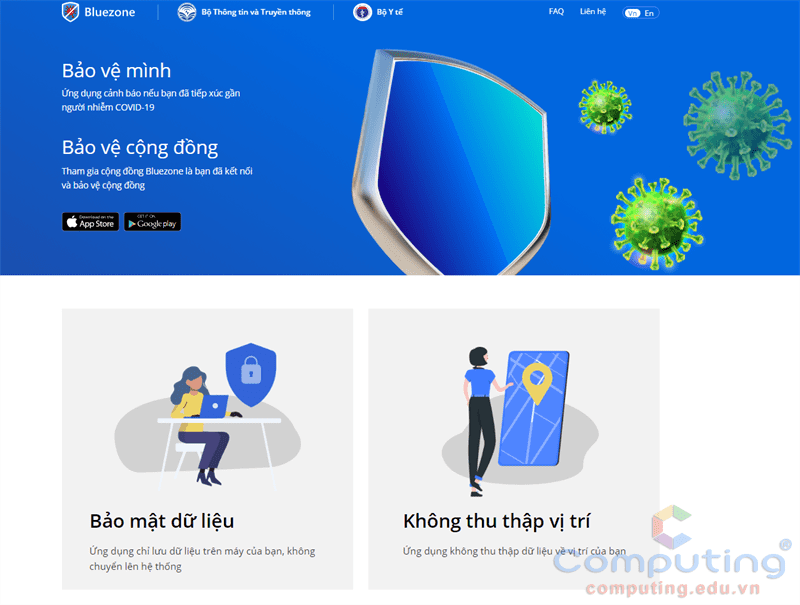 Bluezone
Bộ Thông tin và Truyền thông
Bộ Y tế
FAQ
Liên hệ
Vn En
Bảo vệ mình
Ứng dụng cảnh báo nếu bạn đã tiếp xúc gần
người nhiễm COVID-19
Bảo vệ cộng đồng
Tham gia cộng đồng Bluezone là bạn đã kết nối
và bảo vệ cộng đồng
Download on the
App Store
GET IT ON
Google play
Bảo mật dữ liệu
Ứng dụng chỉ lưu dữ liệu trên máy của bạn, không
chuyển lên hệ thống
Không thu thập vị trí
Ứng dụng không thu thập dữ liệu về vị trí của bạn
Computing®
computing.edu.vn